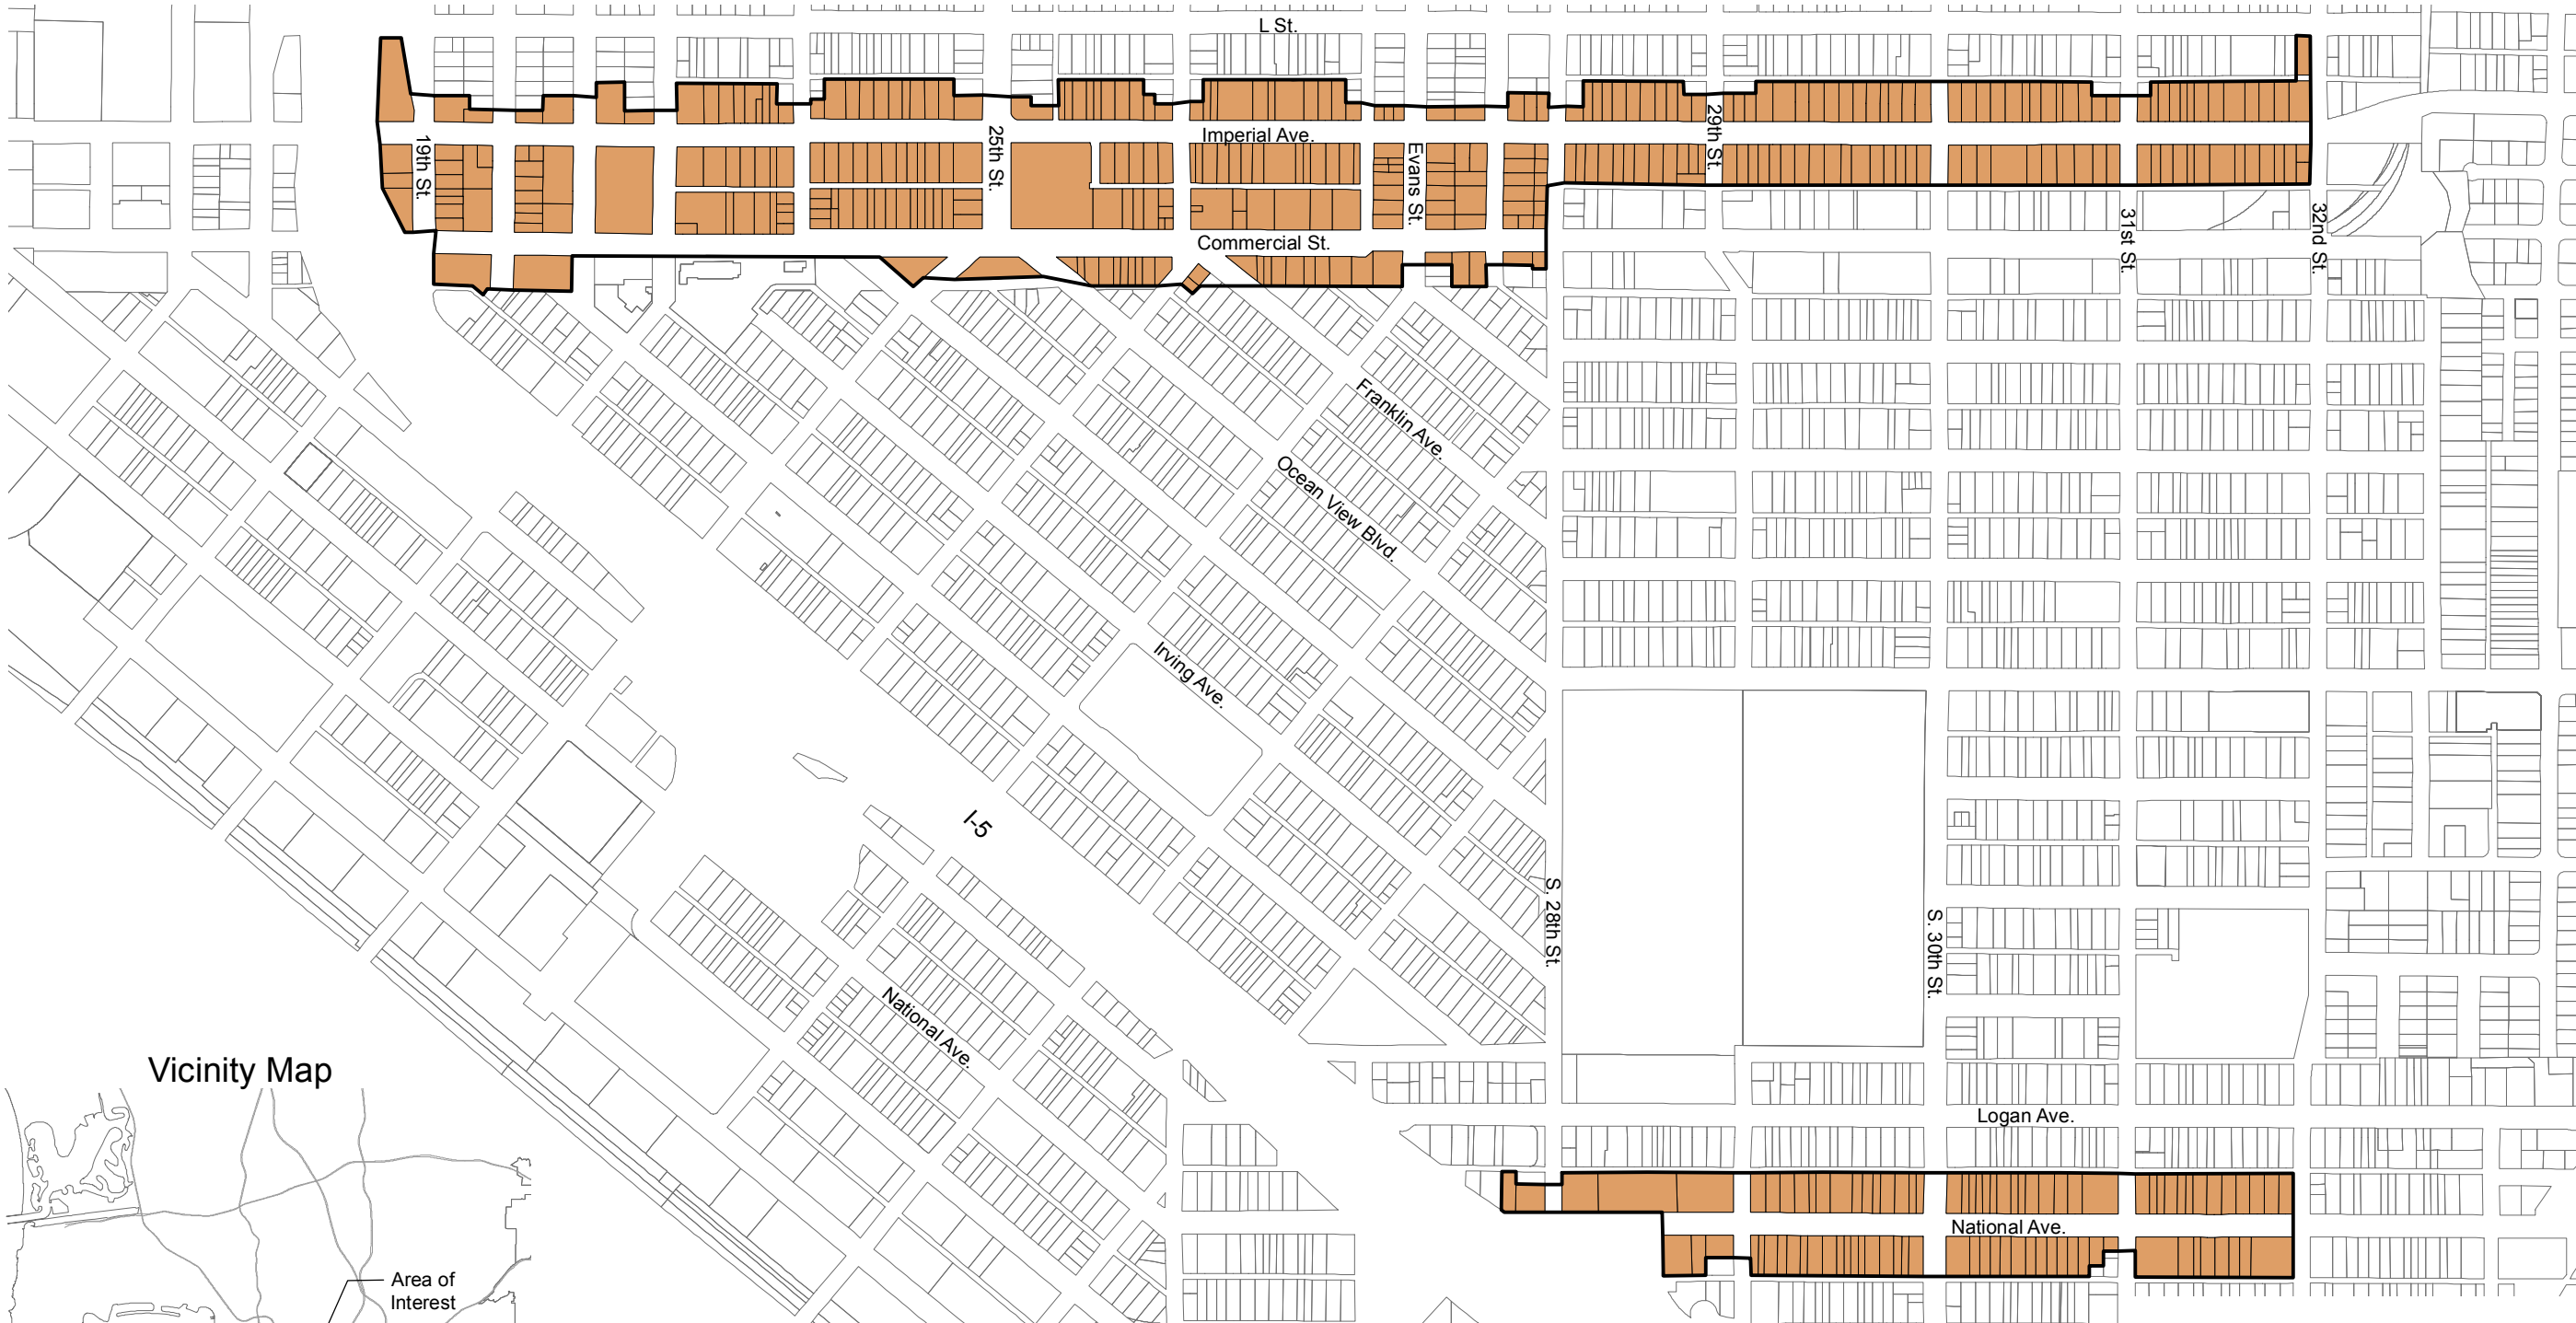 L St.
Imperial Ave.
19th St.
25th St.
Evans St.
29th St.
Commercial St.
31st St.
32nd St.
Franklin Ave.
Ocean View Blvd.
Irving Ave.
I-5
S. 28th St.
S. 30th St.
National Ave.
Vicinity Map
Logan Ave.
National Ave.
Area of
Interest